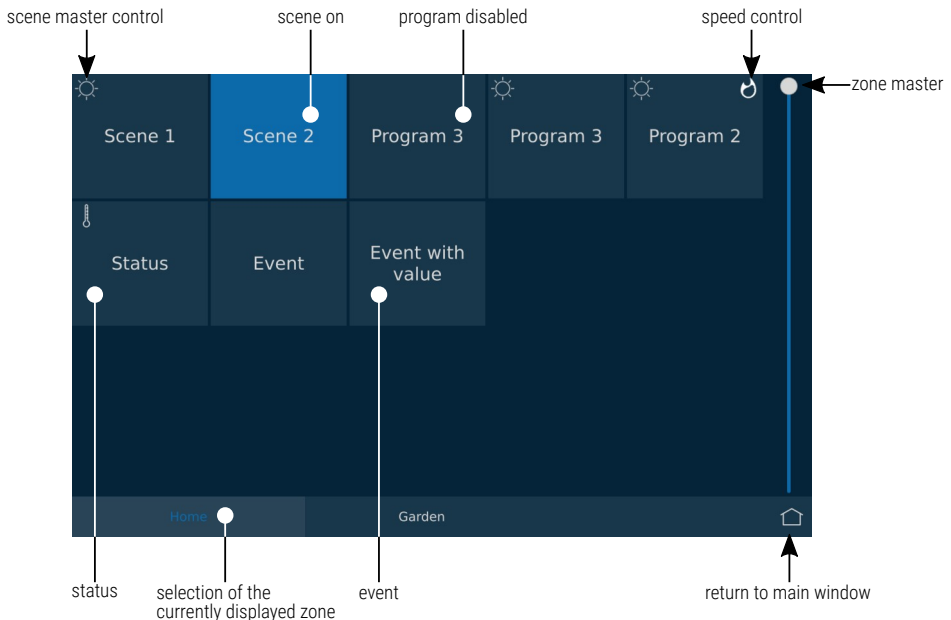 scene master control
scene on
program disabled
speed control
zone master
Scene 1
Scene 2
Program 3
Program 3
Program 2
Status
Event
Event with
value
Home
Garden
status
selection of the
currently displayed zone
event
return to main window